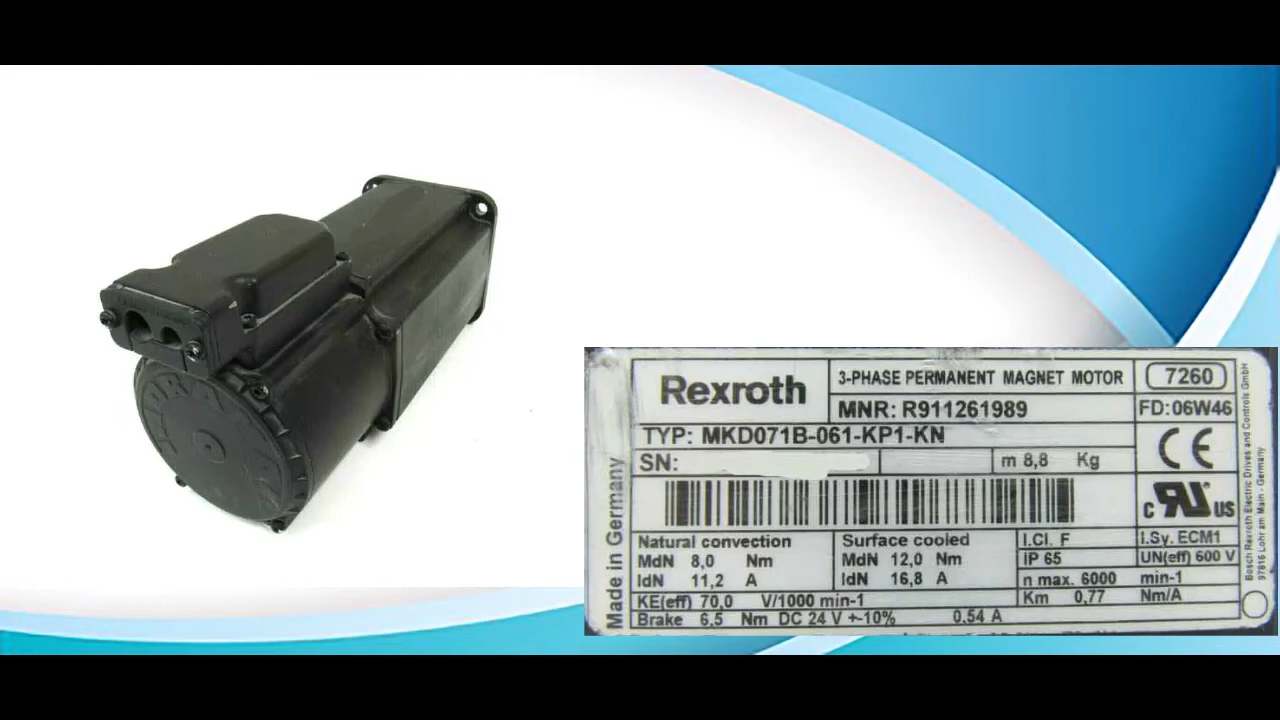 Rexroth
3-PHASE PERMANENT MAGNET MOTOR
7260
MNR: R911261989
FD:06W46
TYP: MKD071B-061-KP1-KN
SN:
m 8,8 Kg
CE
c RU US
Natural convection
Surface cooled
I.Cl. F
I.Sy. ECM1
MdN 8,0 Nm
MdN 12,0 Nm
IP 65
UN(eff) 600 V
IdN 11,2 A
IdN 16,8 A
n max. 6000 min-1
KE(eff) 70,0 V/1000 min-1
Km 0,77 Nm/A
Brake 6,5 Nm DC 24 V +-10% 0.54 A
Made in Germany
Bosch Rexroth Electric Drives and Controls GmbH
97816 Lohr am Main - Germany